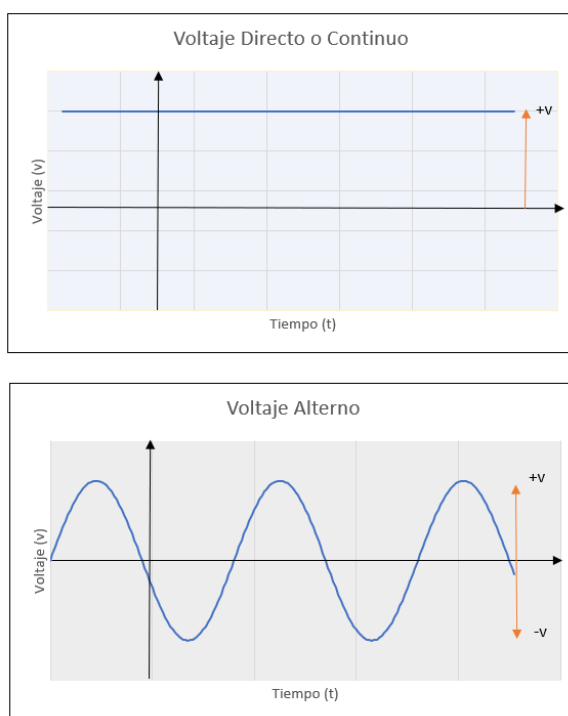 Voltaje Directo o Continuo
+v
Voltaje (v)
Tiempo (t)
Voltaje Alterno
+v
Voltaje (v)
-v
Tiempo (t)